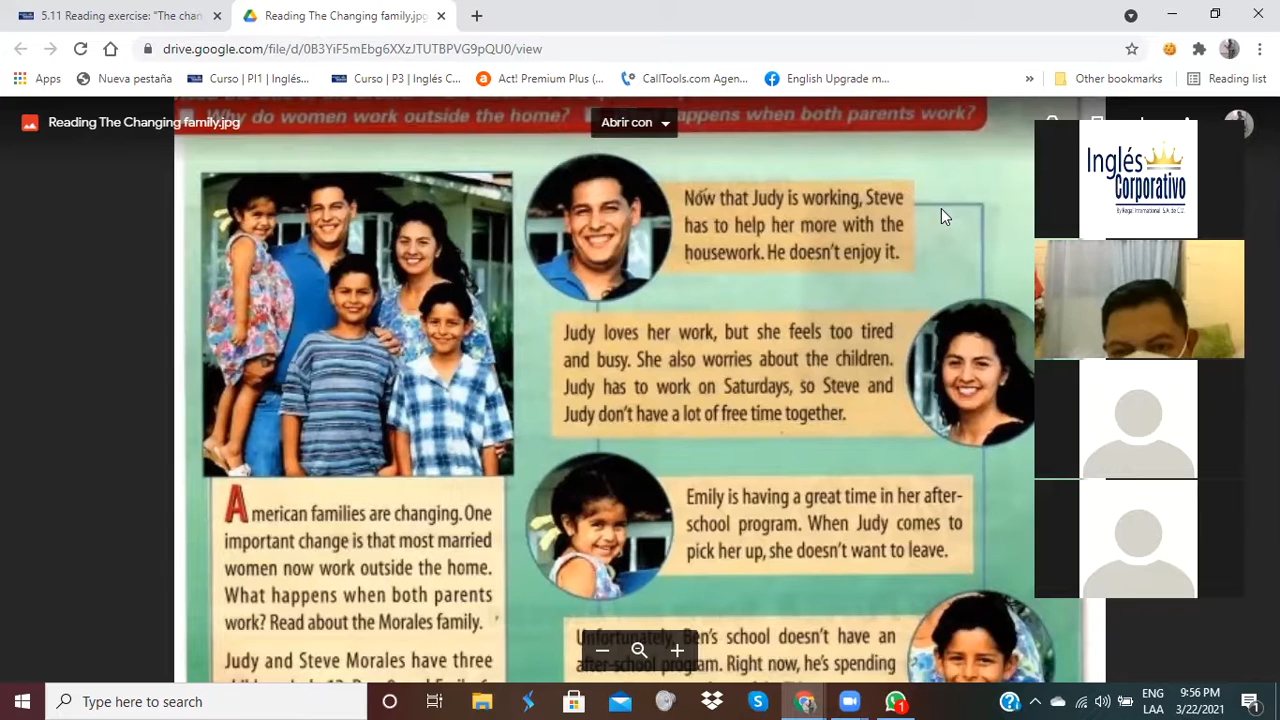 5.11 Reading exercise: "The chan
Reading The Changing family.jpg
drive.google.com/file/d/0B3YiF5mEbg6XXzJTUTBPVG9pQU0/view
Apps
Nueva pestaña
Curso | PI1 | Inglés...
Curso | P3 | Inglés C...
Act! Premium Plus (...
CallTools.com Agen...
English Upgrade m...
»
Other bookmarks
Reading list
Why do women work outside the home?
appens when both parents work?
Reading The Changing family.jpg
Abrir con
Inglés
Corporativo
Now that Judy is working, Steve
has to help her more with the
housework. He doesn't enjoy it.
Judy loves her work, but she feels too tired
and busy. She also worries about the children.
Judy has to work on Saturdays, so Steve and
Judy don't have a lot of free time together.
Emily is having a great time in her after-
school program. When Judy comes to
pick her up, she doesn't want to leave.
Unfortunately, Ben's school doesn't have an
after-school program. Right now, he's spending
American families are changing. One
important change is that most married
women now work outside the home.
What happens when both parents
work? Read about the Morales family.
Judy and Steve Morales have three
Type here to search
1
ENG
LAA
9:56 PM
3/22/2021
1